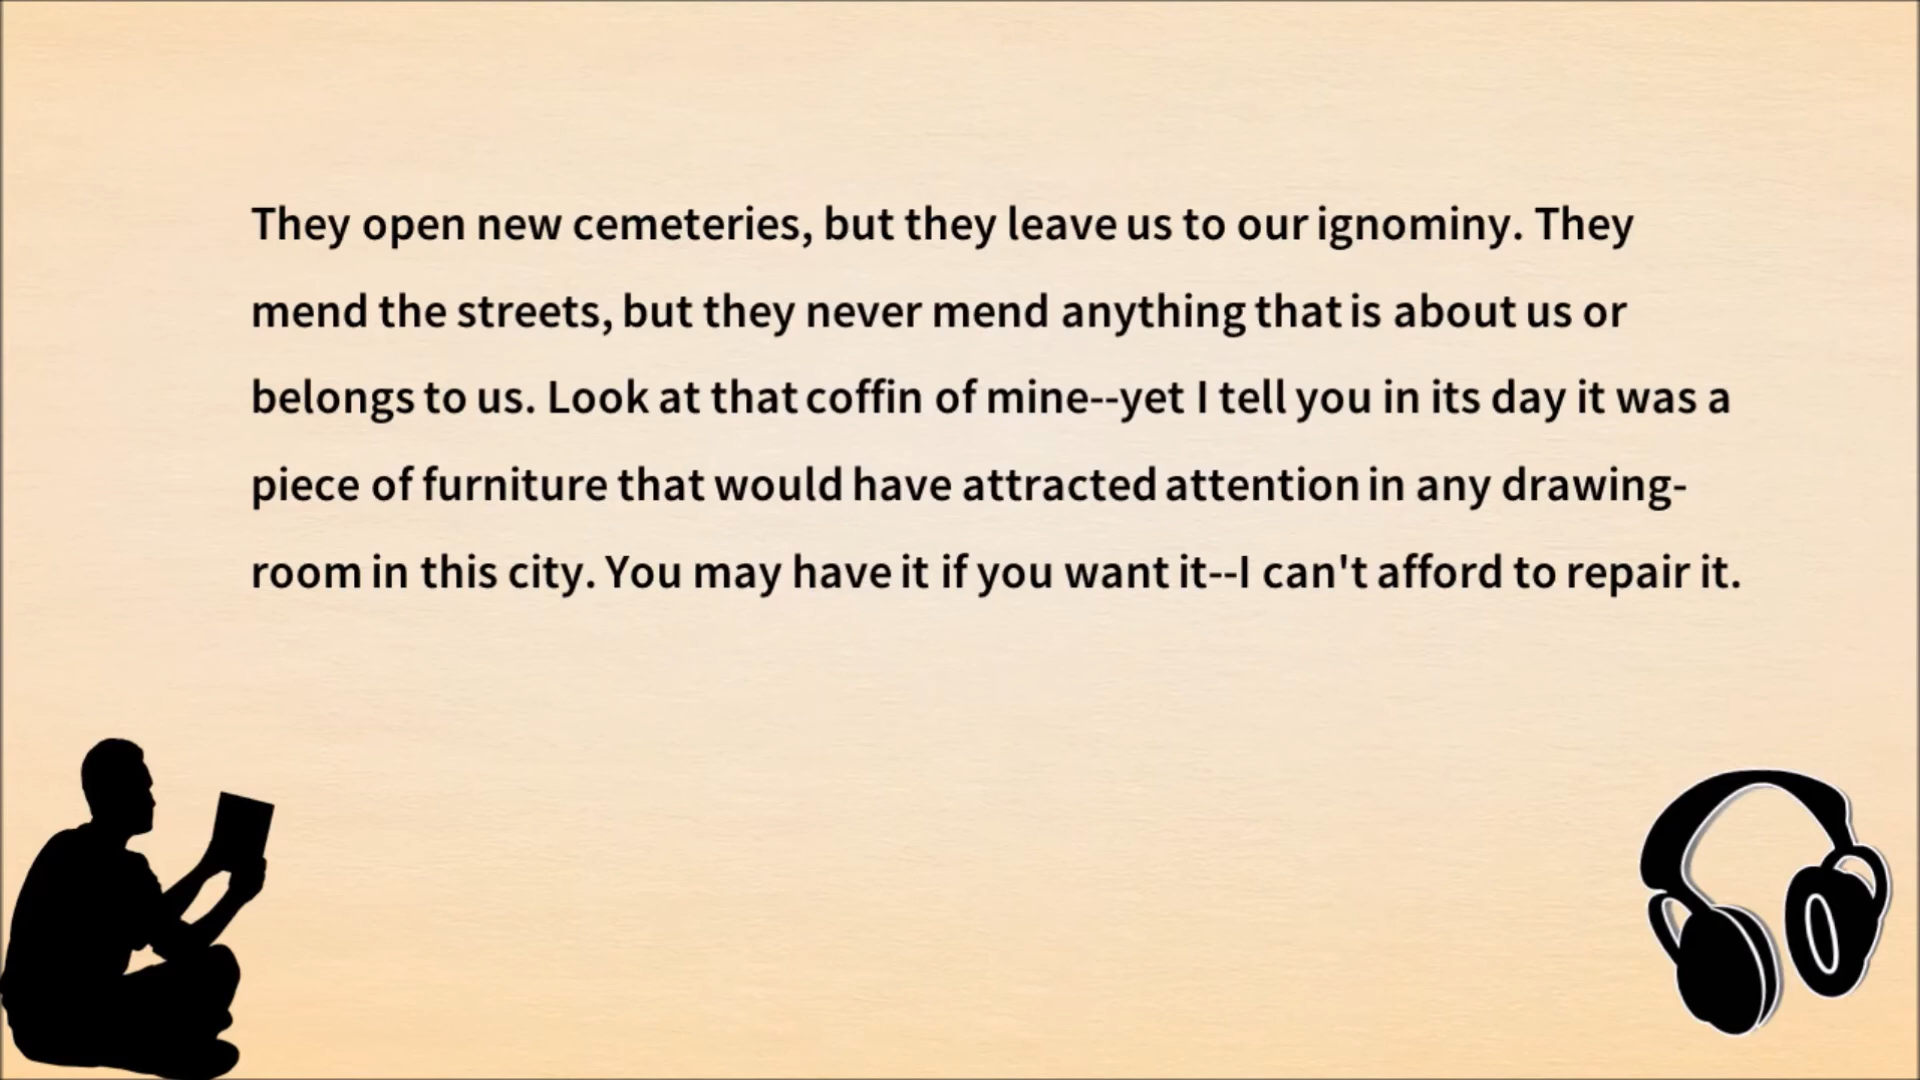 They open new cemeteries, but they leave us to our ignominy. They
mend the streets, but they never mend anything that is about us or
belongs to us. Look at that coffin of mine--yet I tell you in its day it was a
piece of furniture that would have attracted attention in any drawing-
room in this city. You may have it if you want it--I can't afford to repair it.